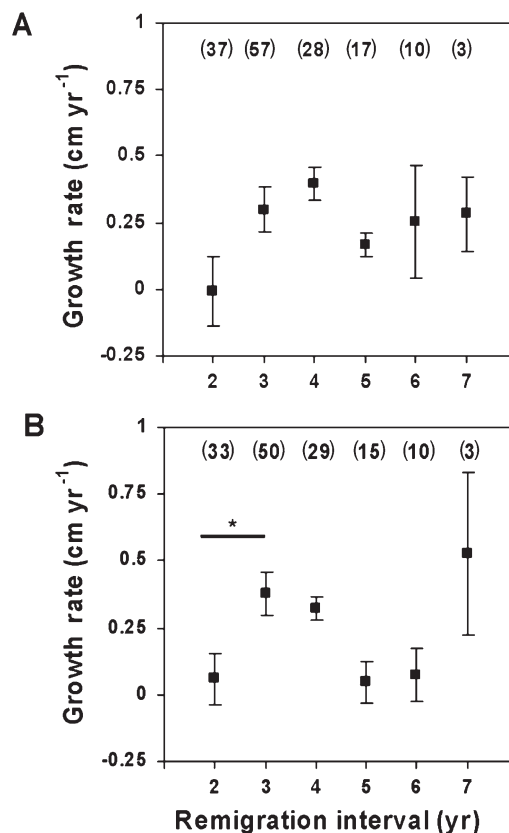 A
(37) (57) (28) (17) (10) (3)
1
0.75
0.5
0.25
0
-0.25
Growth rate (cm yr⁻¹)
2 3 4 5 6 7
B
(33) (50) (29) (15) (10) (3)
*
1
0.75
0.5
0.25
0
-0.25
Growth rate (cm yr⁻¹)
2 3 4 5 6 7
Remigration interval (yr)